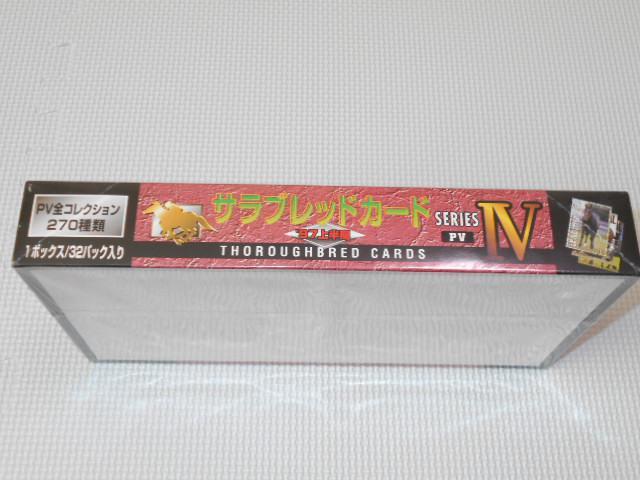 PV全コレクション
270種類
1ボックス/32パック入り
サラブレッドカード
97上半期
THOROUGHBRED CARDS
SERIES
PV
IV